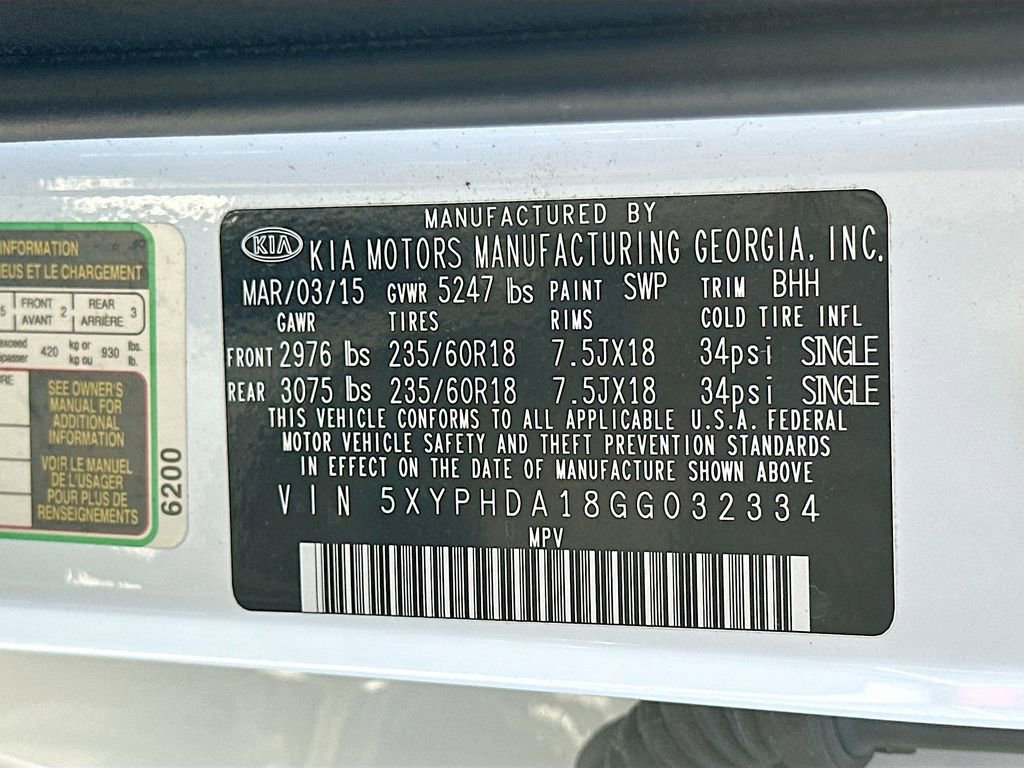 INFORMATION
EUS ET LE CHARGEMENT
5 FRONT AVANT 2 REAR ARRIÈRE 3
exceed 420 kg or 930 lbs.
kg ou lb.
SEE OWNER'S
MANUAL FOR
ADDITIONAL
INFORMATION
VOIR LE MANUEL
DE L'USAGER
POUR PLUS DE
RENSEIGNEMENTS
6200
MANUFACTURED BY
KIA KIA MOTORS MANUFACTURING GEORGIA, INC.
MAR/03/15 GVWR 5247 lbs PAINT SWP TRIM BHH
GAWR TIRES RIMS COLD TIRE INFL
FRONT 2976 lbs 235/60R18 7.5JX18 34psi SINGLE
REAR 3075 lbs 235/60R18 7.5JX18 34psi SINGLE
THIS VEHICLE CONFORMS TO ALL APPLICABLE U.S.A. FEDERAL
MOTOR VEHICLE SAFETY AND THEFT PREVENTION STANDARDS
IN EFFECT ON THE DATE OF MANUFACTURE SHOWN ABOVE
VIN 5XYPHDA18GG032334
MPV